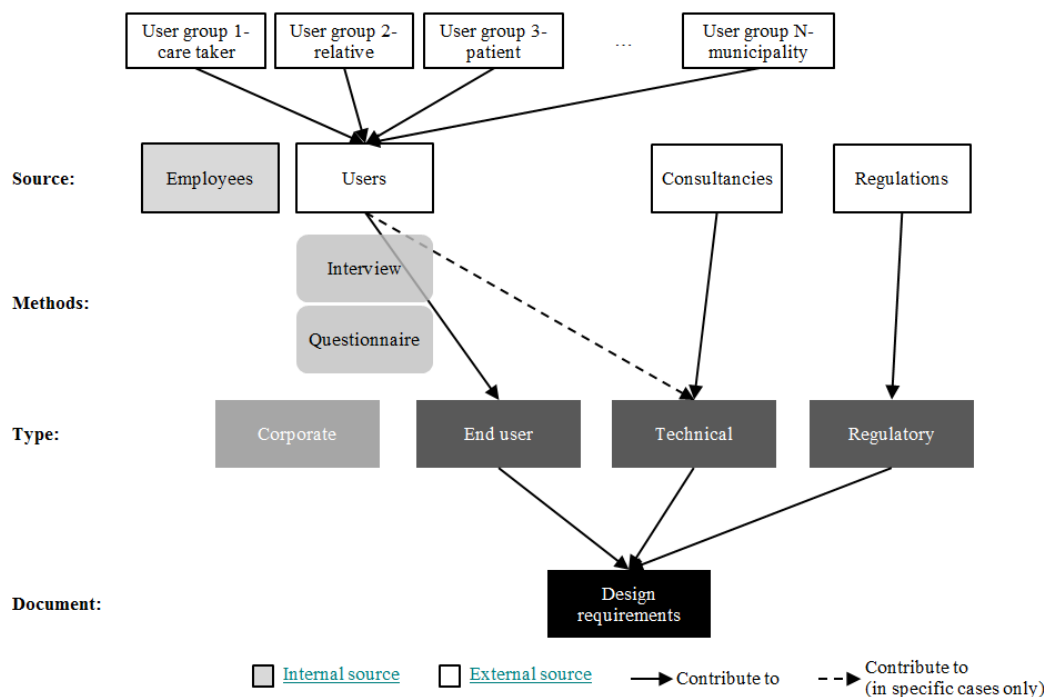 User group 1-
care taker
User group 2-
relative
User group 3-
patient
...
User group N-
municipality
Source:
Employees
Users
Consultancies
Regulations
Interview
Methods:
Questionnaire
Type:
Corporate
End user
Technical
Regulatory
Document:
Design
requirements
Internal source
External source
Contribute to
Contribute to
(in specific cases only)